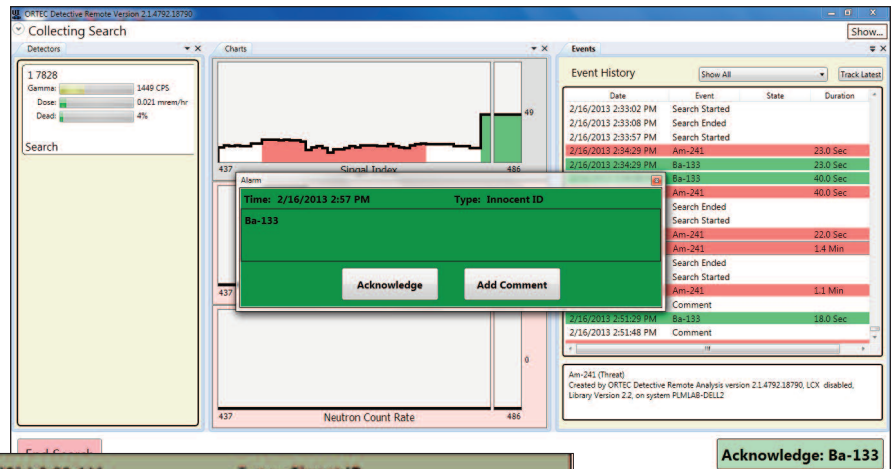 ORTEC Detective Remote Version 2.1.4792.18790
Collecting Search
Show...
Detectors
1 7828
Gamma: 1449 CPS
Dose: 0.021 mrem/hr
Dead: 4%
Search
Charts
49
437 Singal Index 486
437
0
437 Neutron Count Rate 486
Alarm
Time: 2/16/2013 2:57 PM Type: Innocent ID
Ba-133
Acknowledge Add Comment
Events
Event History Show All Track Latest
Date Event State Duration
2/16/2013 2:33:02 PM Search Started
2/16/2013 2:33:08 PM Search Ended
2/16/2013 2:33:57 PM Search Started
2/16/2013 2:34:29 PM Am-241 23.0 Sec
2/16/2013 2:34:29 PM Ba-133 23.0 Sec
Ba-133 40.0 Sec
Am-241 40.0 Sec
Search Ended
Search Started
Am-241 22.0 Sec
Am-241 1.4 Min
Search Ended
Search Started
Am-241 1.1 Min
Comment
2/16/2013 2:51:29 PM Ba-133 18.0 Sec
2/16/2013 2:51:48 PM Comment
Am-241 (Threat)
Created by ORTEC Detective Remote Analysis version 2.1.4792.18790, LCX disabled,
Library Version 2.2, on system PLMLAB-DELL2
End Search
Acknowledge: Ba-133